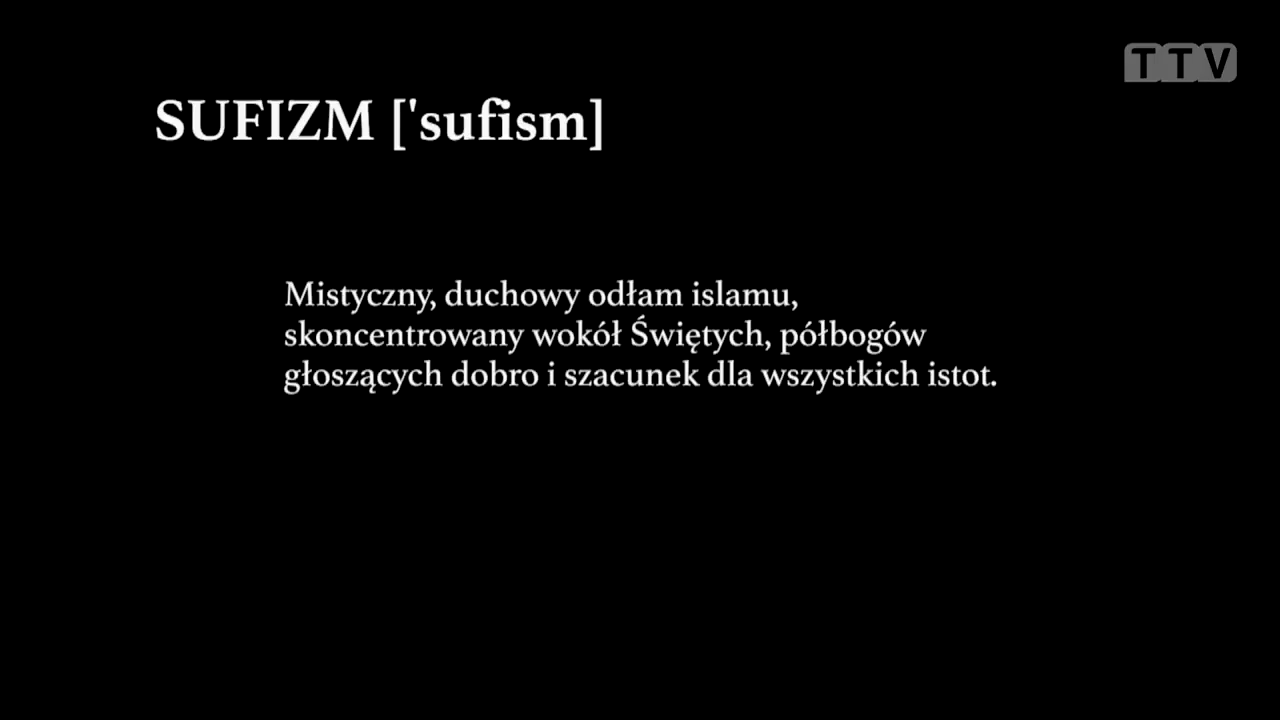 TTV
SUFIZM ['sufism]
Mistyczny, duchowy odłam islamu,
skoncentrowany wokół Świętych, półbogów
głoszących dobro i szacunek dla wszystkich istot.